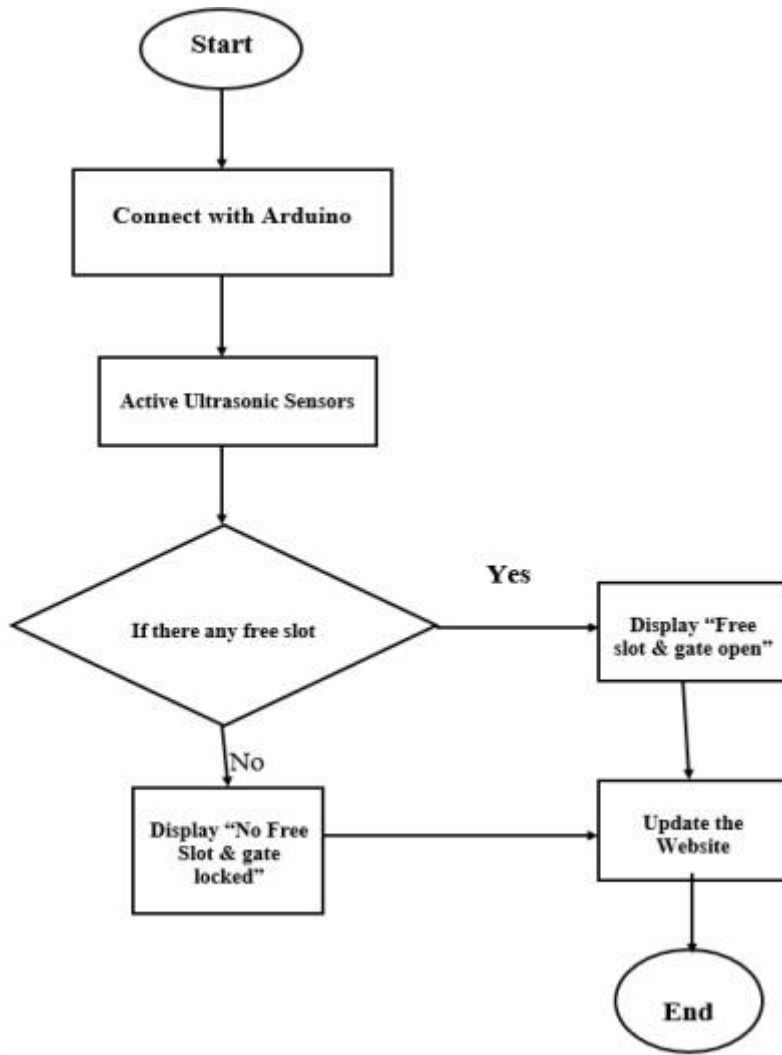 Start
Connect with Arduino
Active Ultrasonic Sensors
If there any free slot
Yes
Display “Free
slot & gate open”
No
Display “No Free
Slot & gate
locked”
Update the
Website
End